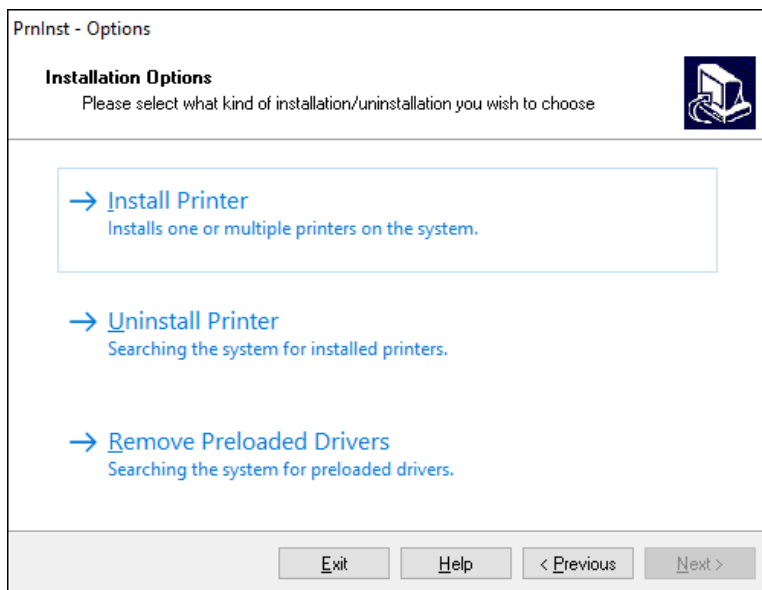 PrnInst - Options
Installation Options
Please select what kind of installation/uninstallation you wish to choose
Install Printer
Installs one or multiple printers on the system.
Uninstall Printer
Searching the system for installed printers.
Remove Preloaded Drivers
Searching the system for preloaded drivers.
Exit Help < Previous Next >